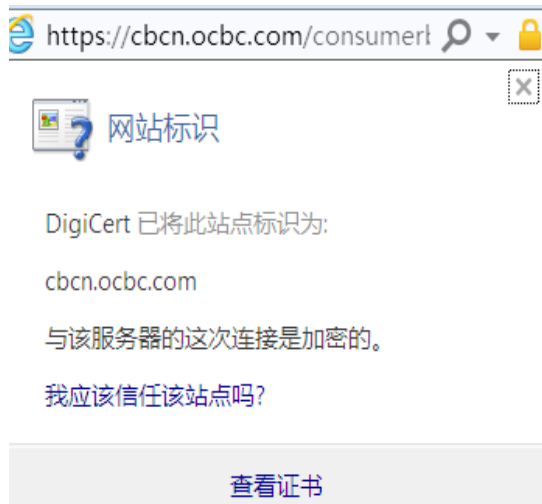 https://cbcn.ocbc.com/consumerl
网站标识
DigiCert 已将此站点标识为:
cbcn.ocbc.com
与该服务器的这次连接是加密的。
我应该信任该站点吗?
查看证书